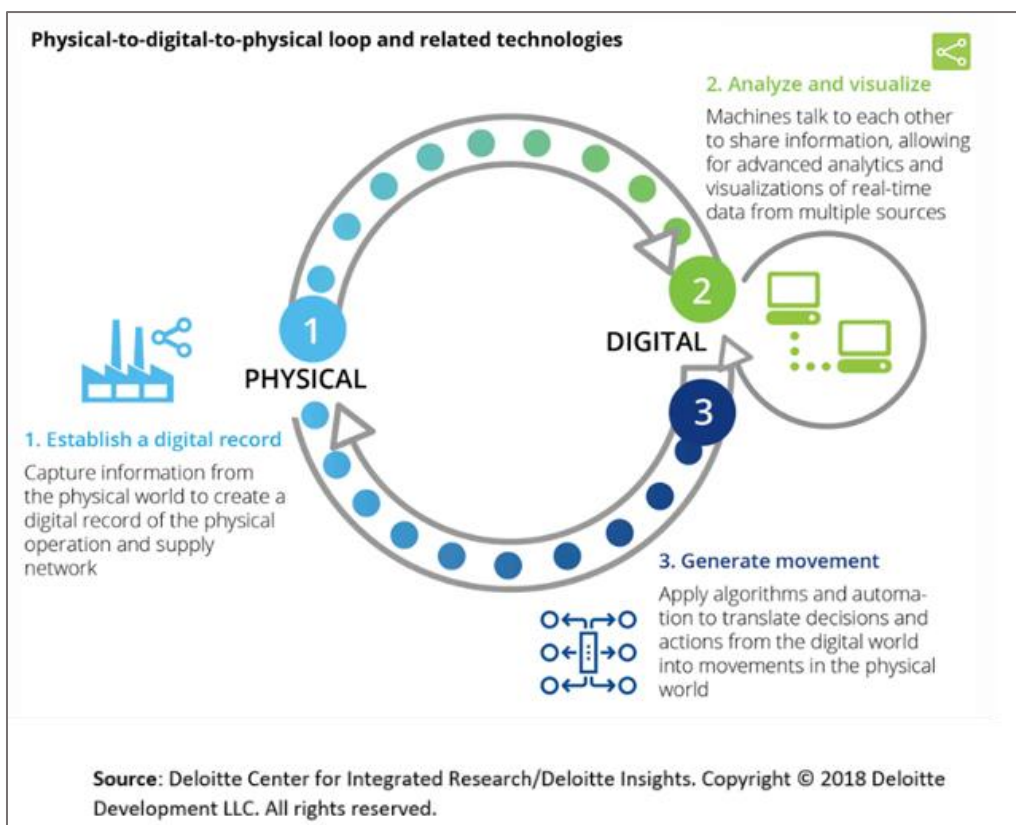 Physical-to-digital-to-physical loop and related technologies
2. Analyze and visualize
Machines talk to each other
to share information, allowing
for advanced analytics and
visualizations of real-time
data from multiple sources
2
1
DIGITAL
PHYSICAL
3
1. Establish a digital record
Capture information from
the physical world to create a
digital record of the physical
operation and supply
network
3. Generate movement
Apply algorithms and automa-
tion to translate decisions and
actions from the digital world
into movements in the physical
world
Source: Deloitte Center for Integrated Research/Deloitte Insights. Copyright © 2018 Deloitte
Development LLC. All rights reserved.